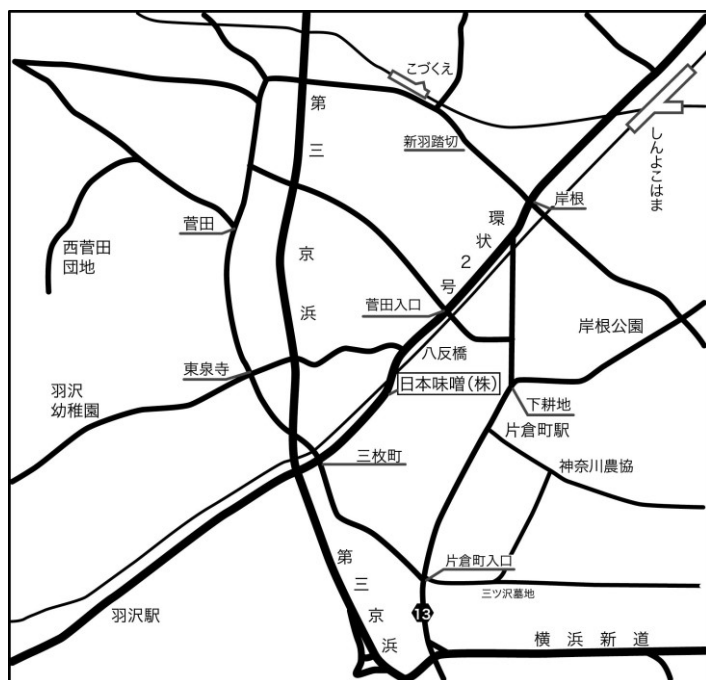 こづくえ
第三
新羽踏切
しんよこはま
岸根
環状2号
菅田
西菅田
団地
京浜
菅田入口
岸根公園
八反橋
東泉寺
日本味噌(株)
羽沢
幼稚園
下耕地
片倉町駅
三枚町
神奈川農協
第三京浜
片倉町入口
三ツ沢墓地
13
羽沢駅
横浜新道